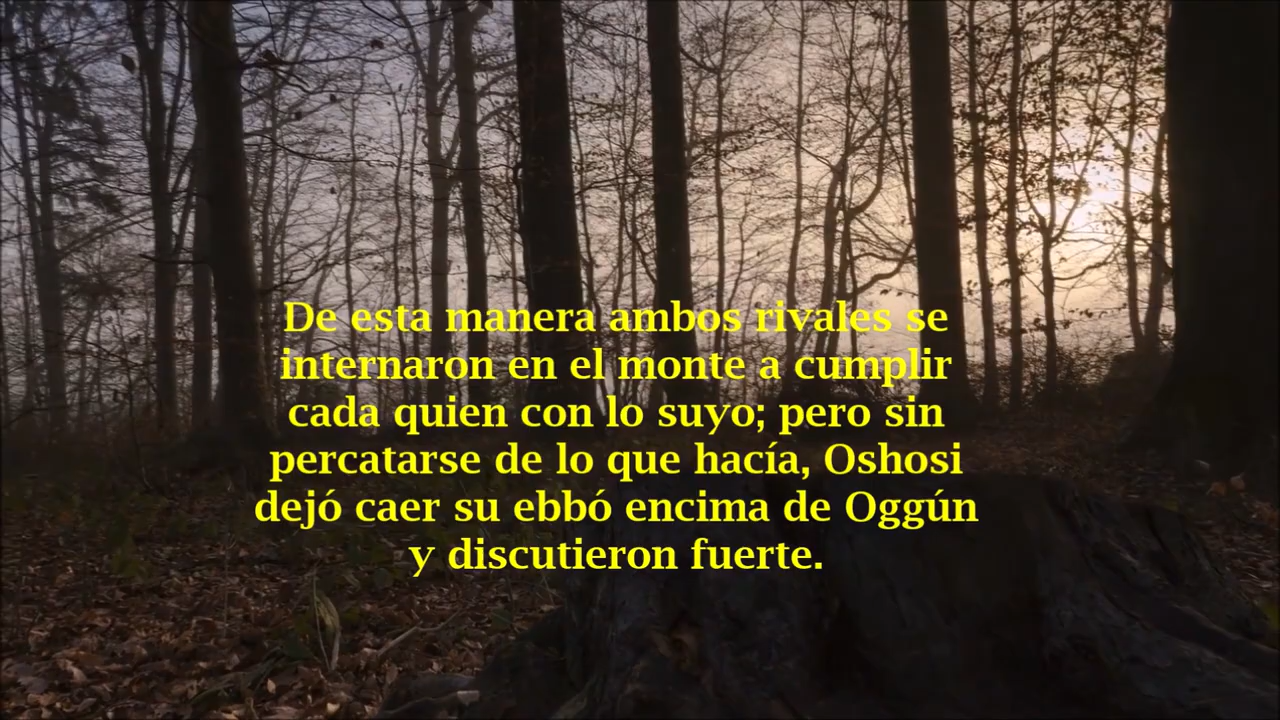 De esta manera ambos rivales se
internaron en el monte a cumplir
cada quien con lo suyo; pero sin
percatarse de lo que hacía, Oshosi
dejó caer su ebbó encima de Oggún
y discutieron fuerte.